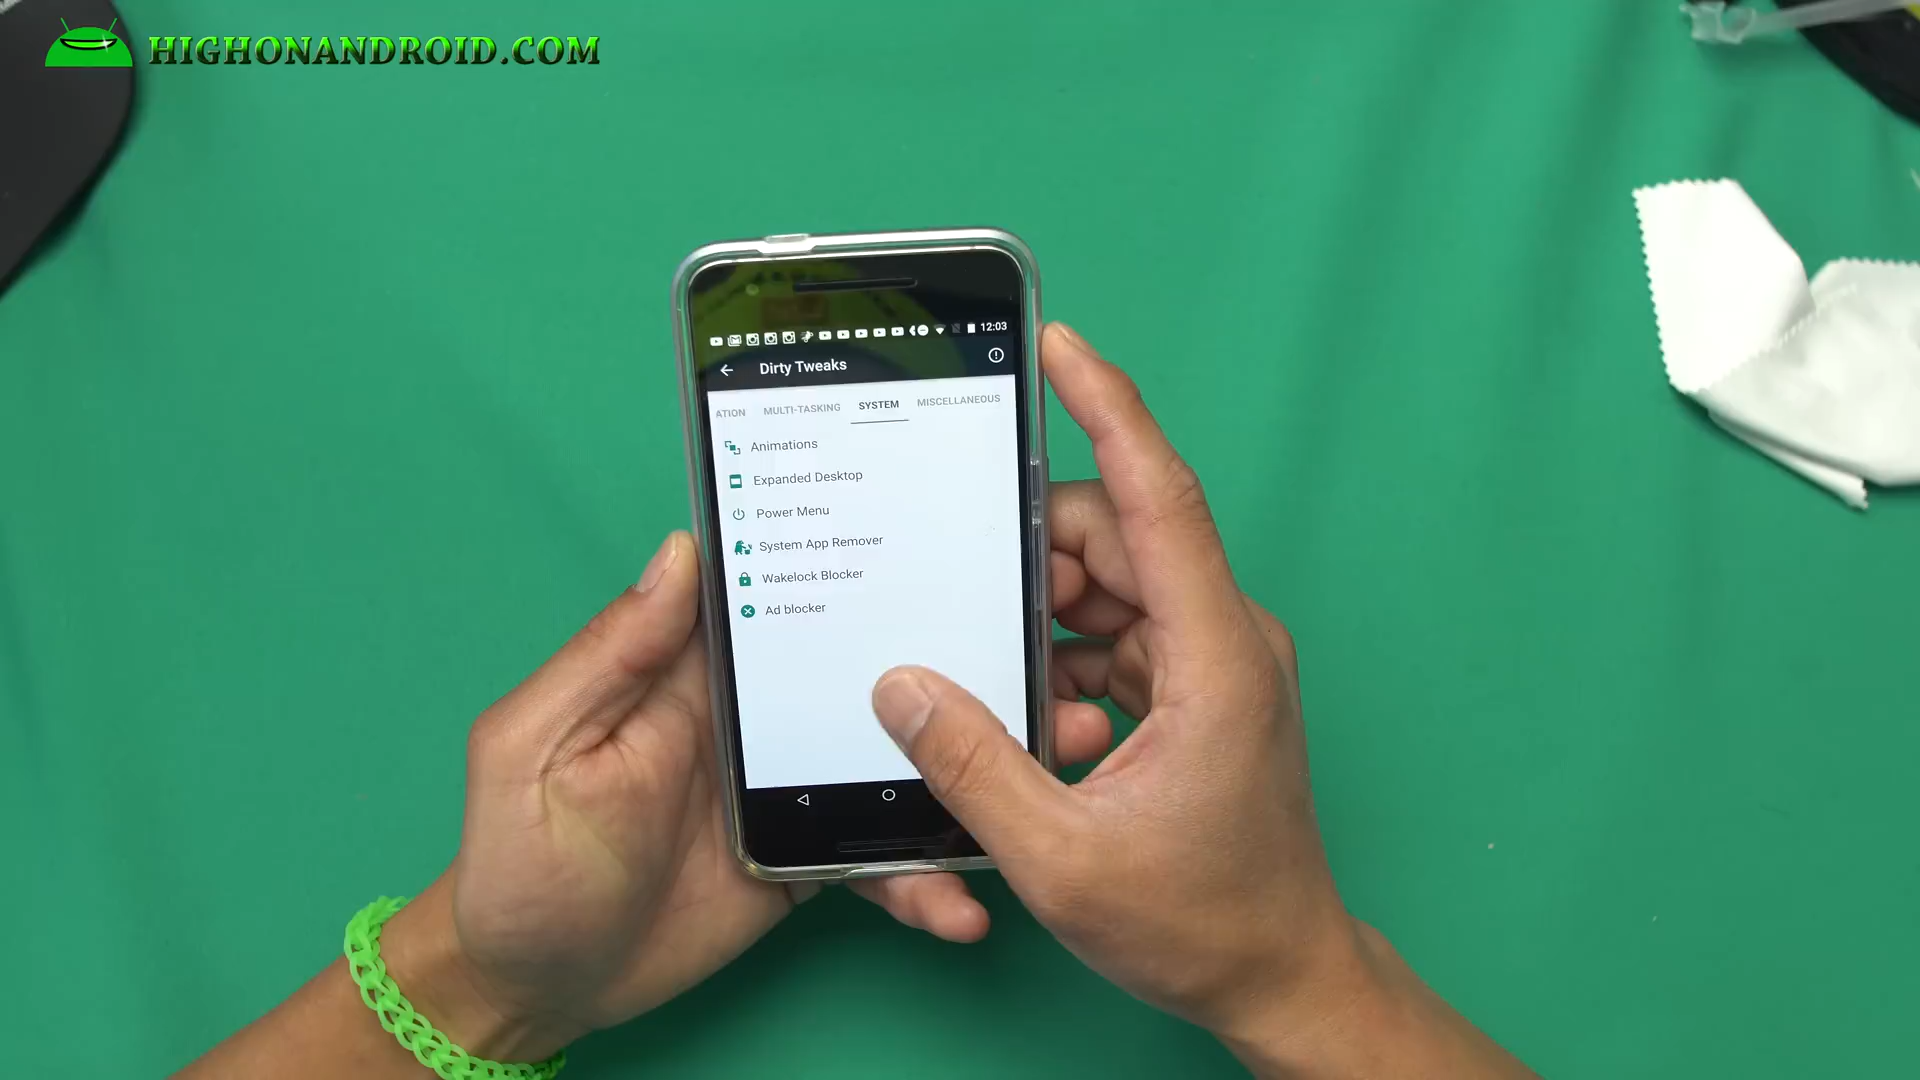 HIGHONANDROID.COM
12:03
Dirty Tweaks
ATION MULTI-TASKING SYSTEM MISCELLANEOUS
Animations
Expanded Desktop
Power Menu
System App Remover
Wakelock Blocker
Ad blocker